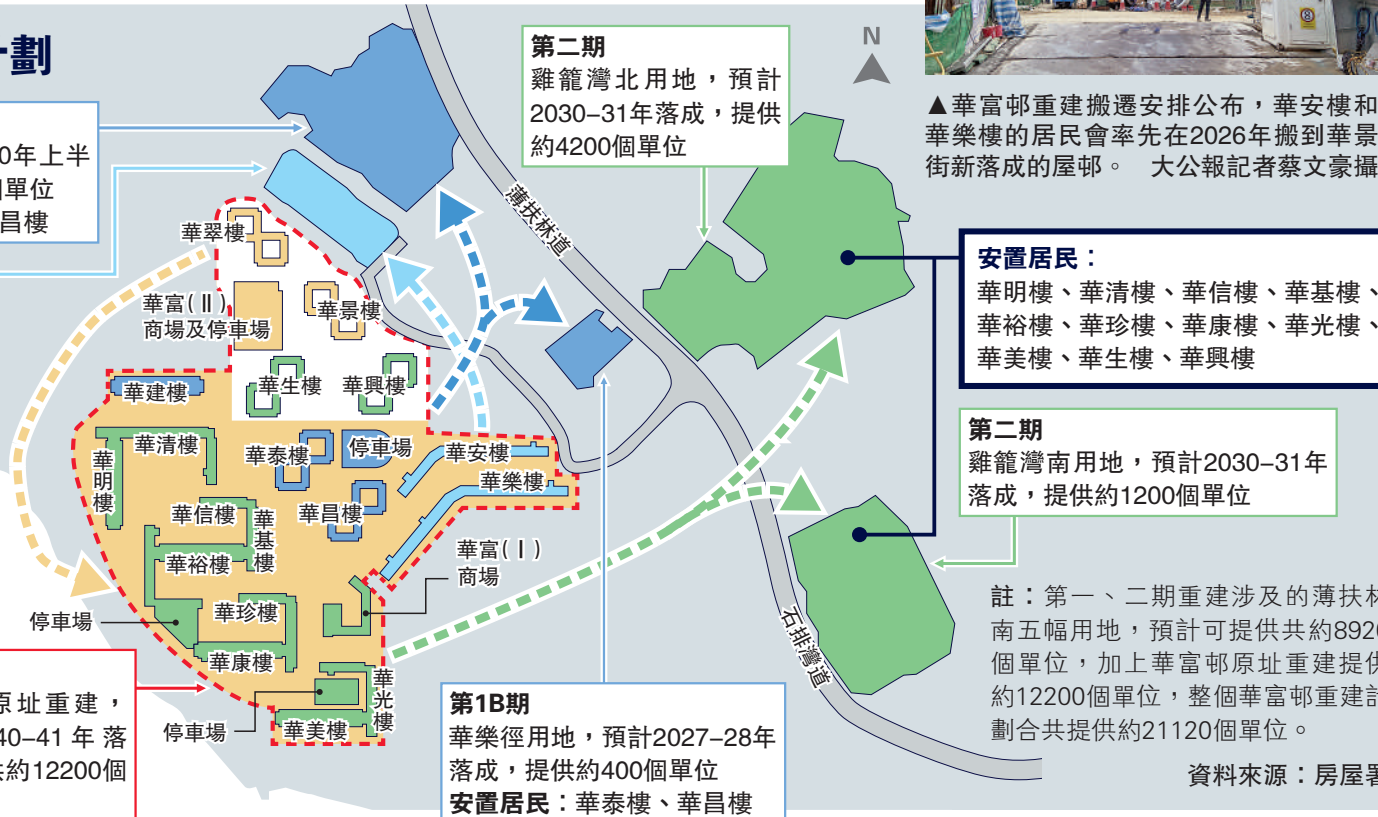 計劃
0年上半
個單位
昌樓
第二期
雞籠灣北用地，預計
2030–31年落成，提供
約4200個單位
N
▲華富邨重建搬遷安排公布，華安樓和
華樂樓的居民會率先在2026年搬到華景
街新落成的屋邨。　大公報記者蔡文豪攝
薄扶林道
安置居民：
華明樓、華清樓、華信樓、華基樓、
華裕樓、華珍樓、華康樓、華光樓、
華美樓、華生樓、華興樓
華翠樓
華富(II)
商場及停車場
華景樓
華生樓
華興樓
華建樓
華清樓
華明樓
華泰樓
停車場
華安樓
華樂樓
華信樓
華基樓
華昌樓
華裕樓
華富(I)
商場
停車場
華珍樓
華康樓
華光樓
停車場
華美樓
第二期
雞籠灣南用地，預計2030–31年
落成，提供約1200個單位
石排灣道
註：第一、二期重建涉及的薄扶林
南五幅用地，預計可提供共約8920
個單位，加上華富邨原址重建提供
約12200個單位，整個華富邨重建計
劃合共提供約21120個單位。
資料來源：房屋署
原址重建，
40–41年落
共約12200個
第1B期
華樂徑用地，預計2027–28年
落成，提供約400個單位
安置居民：華泰樓、華昌樓